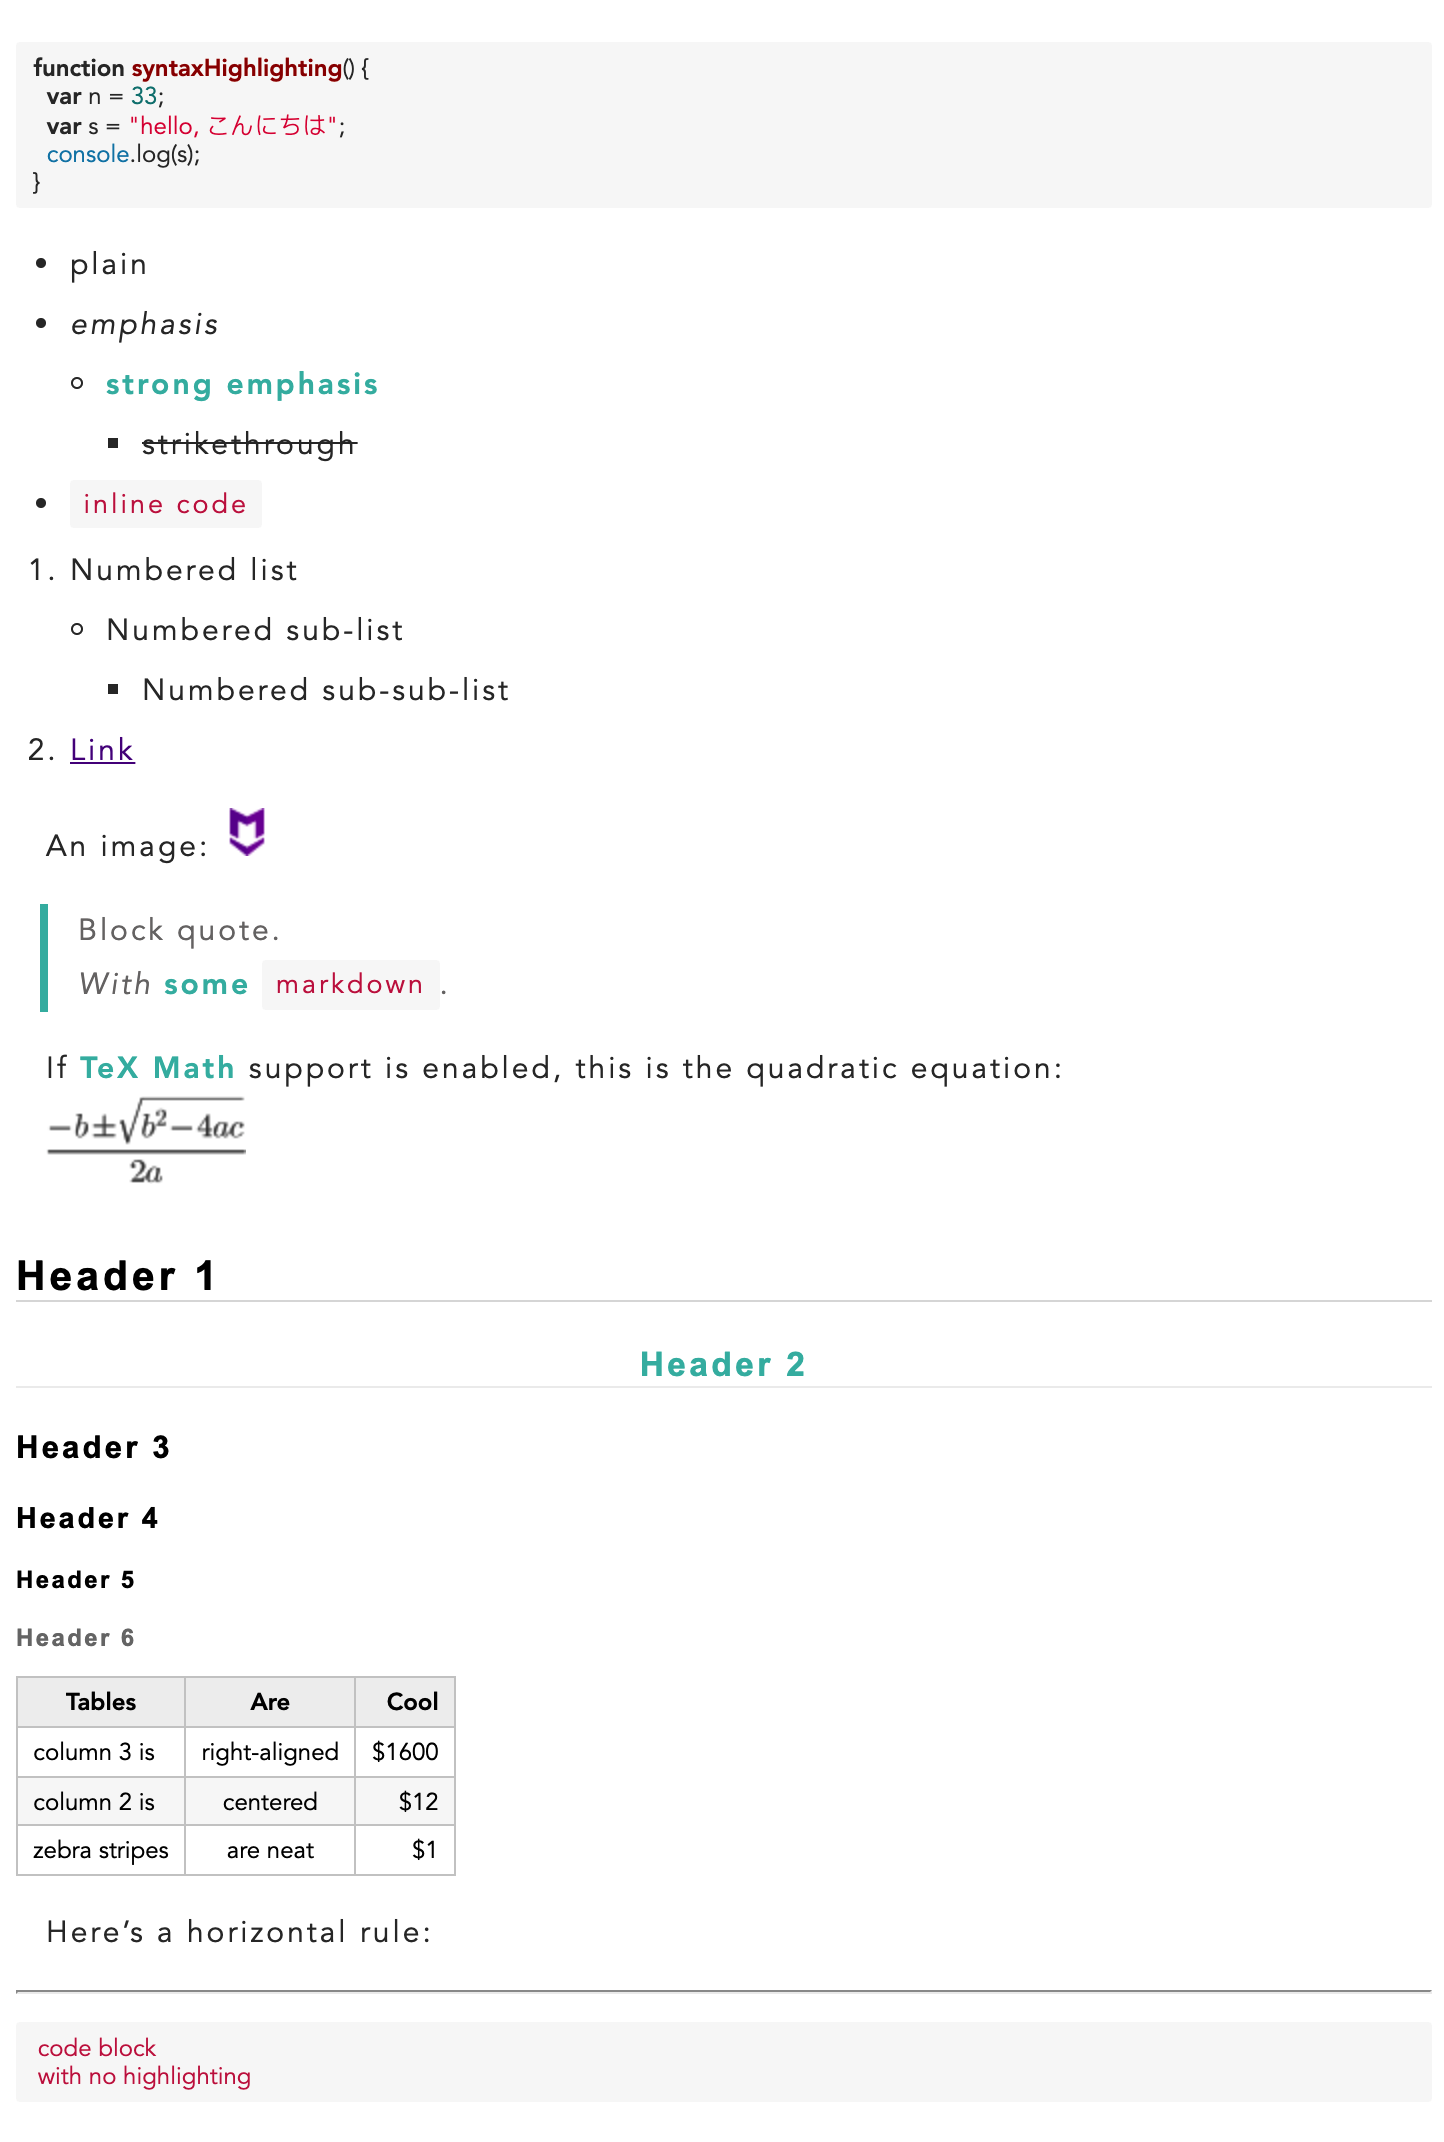 function syntaxHighlighting() {
  var n = 33;
  var s = "hello, こんにちは";
  console.log(s);
}
• plain
• emphasis
○ strong emphasis
▪ strikethrough
• inline code
1. Numbered list
○ Numbered sub-list
▪ Numbered sub-sub-list
2. Link
An image:
Block quote.
With some markdown .
If TeX Math support is enabled, this is the quadratic equation:
−b±√b²−4ac
2a
Header 1
Header 2
Header 3
Header 4
Header 5
Header 6
Tables Are Cool
column 3 is right-aligned $1600
column 2 is centered $12
zebra stripes are neat $1
Here’s a horizontal rule:
code block
with no highlighting